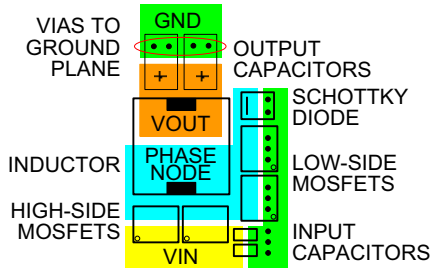 VIAS TO
GROUND
PLANE
GND
OUTPUT
CAPACITORS
+ +
VOUT
SCHOTTKY
DIODE
INDUCTOR
PHASE
NODE
LOW-SIDE
MOSFETS
HIGH-SIDE
MOSFETS
VIN
INPUT
CAPACITORS